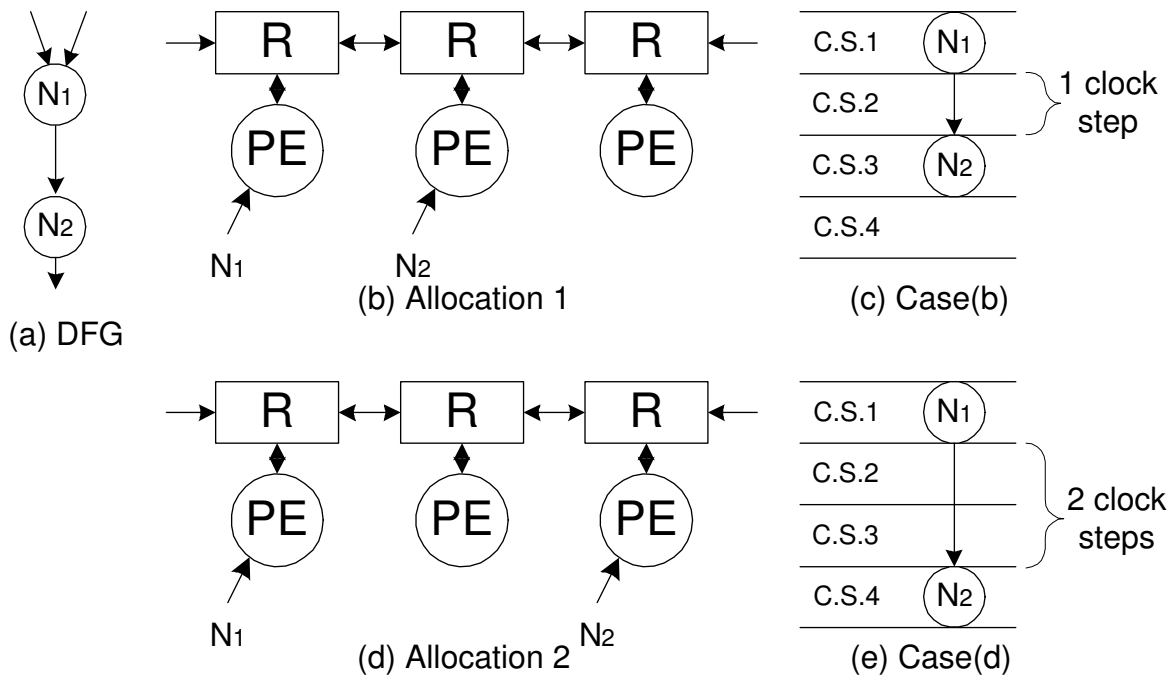 N1
N2
(a) DFG
R R R
PE PE PE
N1 N2
(b) Allocation 1
C.S.1 N1
C.S.2
C.S.3 N2
C.S.4
1 clock
step
(c) Case(b)
R R R
PE PE PE
N1 N2
(d) Allocation 2
C.S.1 N1
C.S.2
C.S.3
C.S.4 N2
2 clock
steps
(e) Case(d)